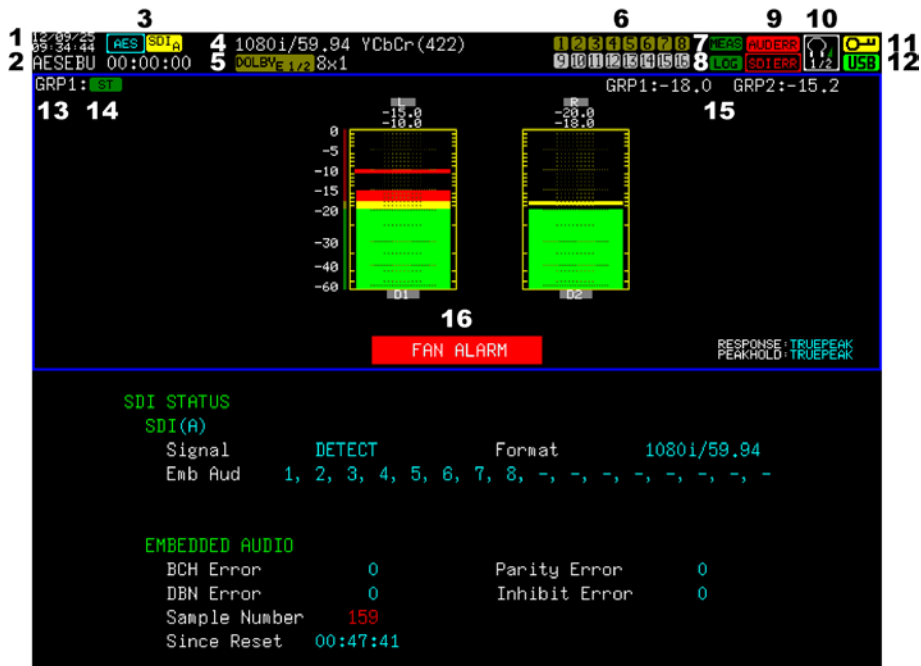 3 6 9 10
1 12/09/25 AES SDI A 4 1080i/59.94 YCbCr(422) 1 2 3 4 5 6 7 8 7 MEAS AUDERR 11
09:34:44
2 AESEBU 00:00:00 5 DOLBY E 1/2 8x1 9 10 11 12 13 14 15 16 8 LOG SDIERR 1/2 USB 12
GRP1: ST GRP1:-18.0 GRP2:-15.2
13 14 15
L R
-15.0 -20.0
-10.0 -18.0
0
-5
-10
-15
-20
-30
-40
-60
D1 D2
16
FAN ALARM
RESPONSE:TRUEPEAK
PEAKHOLD:TRUEPEAK
SDI STATUS
SDI(A)
Signal DETECT Format 1080i/59.94
Emb Aud 1, 2, 3, 4, 5, 6, 7, 8, -, -, -, -, -, -, -, -
EMBEDDED AUDIO
BCH Error 0 Parity Error 0
DBN Error 0 Inhibit Error 0
Sample Number 159
Since Reset 00:47:41